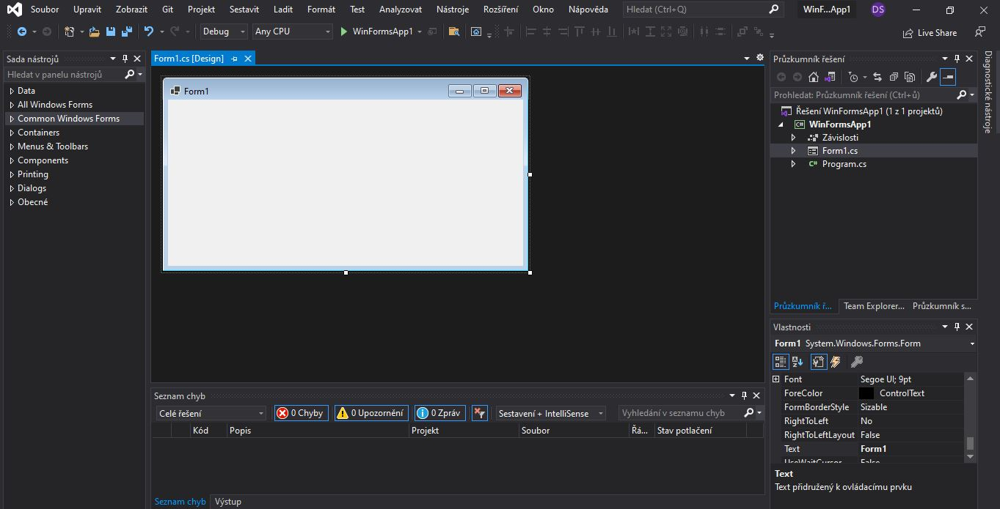 Soubor Upravit Zobrazit Git Projekt Sestavit Ladit Formát Test Analyzovat Nástroje Rozšíření Okno Nápověda Hledat (Ctrl+Q) WinF...App1 DS
Debug Any CPU WinFormsApp1 Live Share
Sada nástrojů
Hledat v panelu nástrojů
Data
All Windows Forms
Common Windows Forms
Containers
Menus & Toolbars
Components
Printing
Dialogs
Obecné
Form1.cs [Design]
Form1
Seznam chyb
Celé řešení 0 Chyby 0 Upozornění 0 Zpráv Sestavení + IntelliSense Vyhledání v seznamu chyb
Kód Popis Projekt Soubor Řá... Stav potlačení
Seznam chyb Výstup
Průzkumník řešení
Prohledat: Průzkumník řešení (Ctrl+ů)
Řešení WinFormsApp1 (1 z 1 projektů)
WinFormsApp1
Závislosti
Form1.cs
C# Program.cs
Průzkumník ř... Team Explorer... Průzkumník s...
Vlastnosti
Form1 System.Windows.Forms.Form
Font Segoe UI; 9pt
ForeColor ControlText
FormBorderStyle Sizable
RightToLeft No
RightToLeftLayout False
Text Form1
UseWaitCursor False
Text
Text přidružený k ovládacímu prvku
Diagnostické nástroje